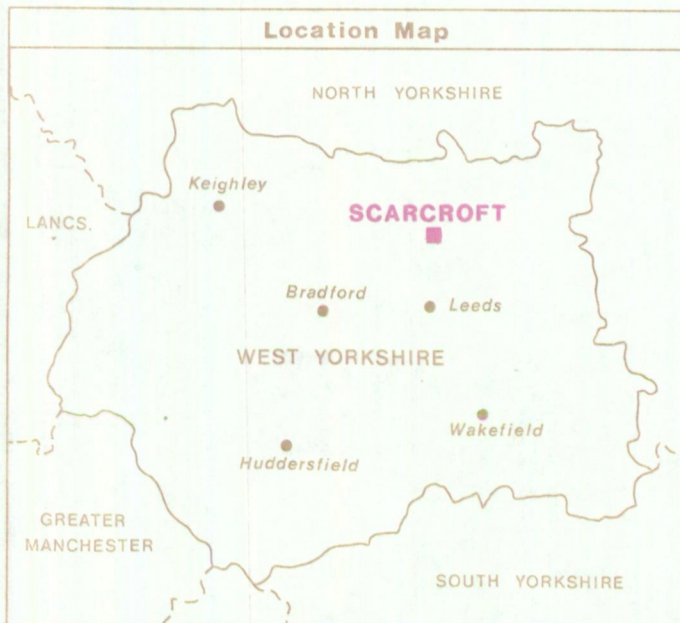 Location Map
NORTH YORKSHIRE
Keighley
SCARCROFT
LANCS.
Bradford
Leeds
WEST YORKSHIRE
Wakefield
Huddersfield
GREATER
MANCHESTER
SOUTH YORKSHIRE